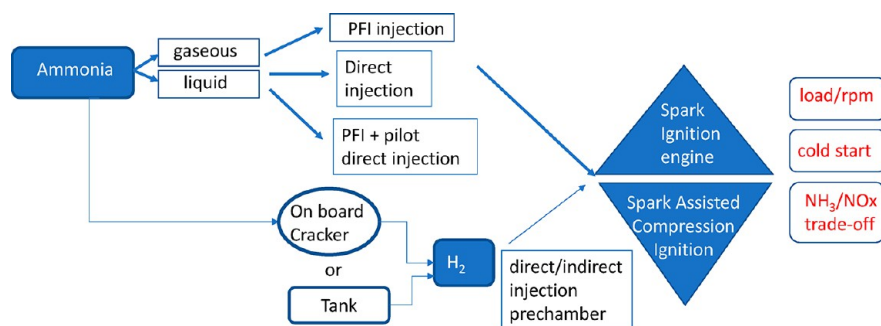 Ammonia
gaseous
liquid
PFI injection
Direct
injection
PFI + pilot
direct injection
On board
Cracker
or
Tank
H₂
direct/indirect
injection
prechamber
Spark
Ignition
engine
Spark Assisted
Compression
Ignition
load/rpm
cold start
NH₃/NOx
trade-off